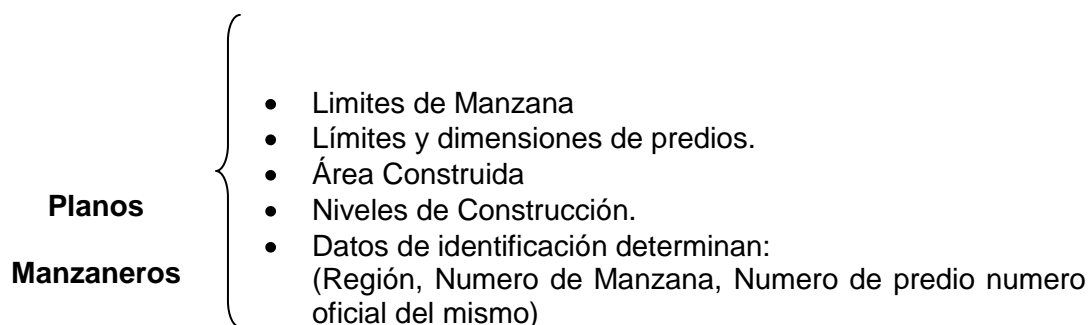 Planos
Manzaneros
• Limites de Manzana
• Límites y dimensiones de predios.
• Área Construida
• Niveles de Construcción.
• Datos de identificación determinan:
(Región, Numero de Manzana, Numero de predio numero
oficial del mismo)